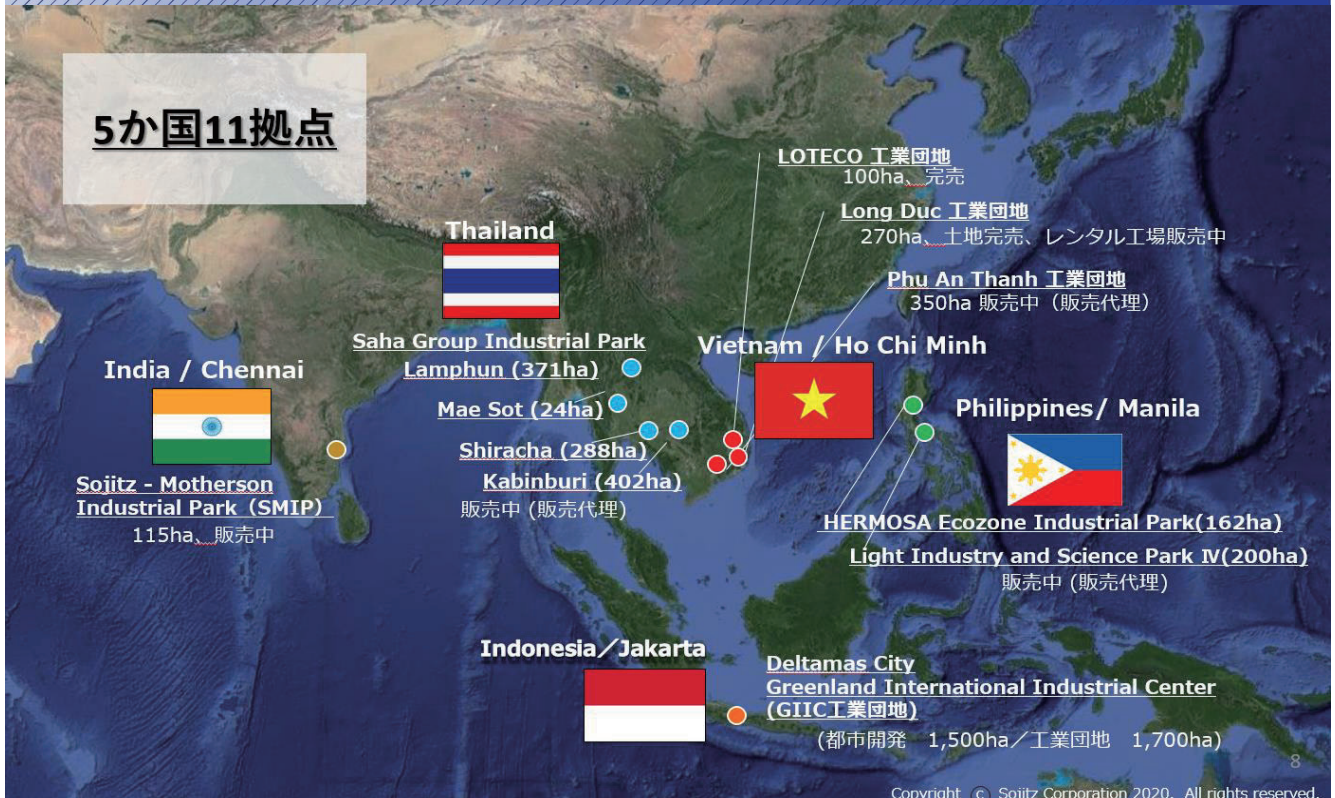 5か国11拠点
LOTECO 工業団地
100ha、完売
Long Duc 工業団地
270ha、土地完売、レンタル工場販売中
Phu An Thanh 工業団地
350ha 販売中（販売代理）
Thailand
Saha Group Industrial Park
Lamphun (371ha)
Mae Sot (24ha)
Shiracha (288ha)
Kabinburi (402ha)
販売中 (販売代理)
Vietnam / Ho Chi Minh
India / Chennai
Sojitz - Motherson
Industrial Park（SMIP）
115ha、販売中
Philippines/ Manila
HERMOSA Ecozone Industrial Park(162ha)
Light Industry and Science Park Ⅳ(200ha)
販売中 (販売代理)
Indonesia／Jakarta
Deltamas City
Greenland International Industrial Center
(GIIC工業団地)
(都市開発　1,500ha／工業団地　1,700ha)
8
Copyright (c) Sojitz Corporation 2020. All rights reserved.